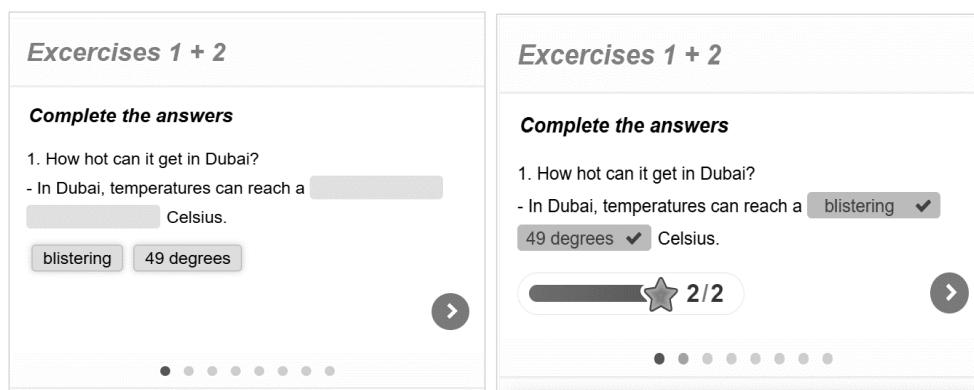 Excercises 1 + 2
Complete the answers
1. How hot can it get in Dubai?
- In Dubai, temperatures can reach a
Celsius.
blistering
49 degrees
Excercises 1 + 2
Complete the answers
1. How hot can it get in Dubai?
- In Dubai, temperatures can reach a blistering
49 degrees Celsius.
2/2